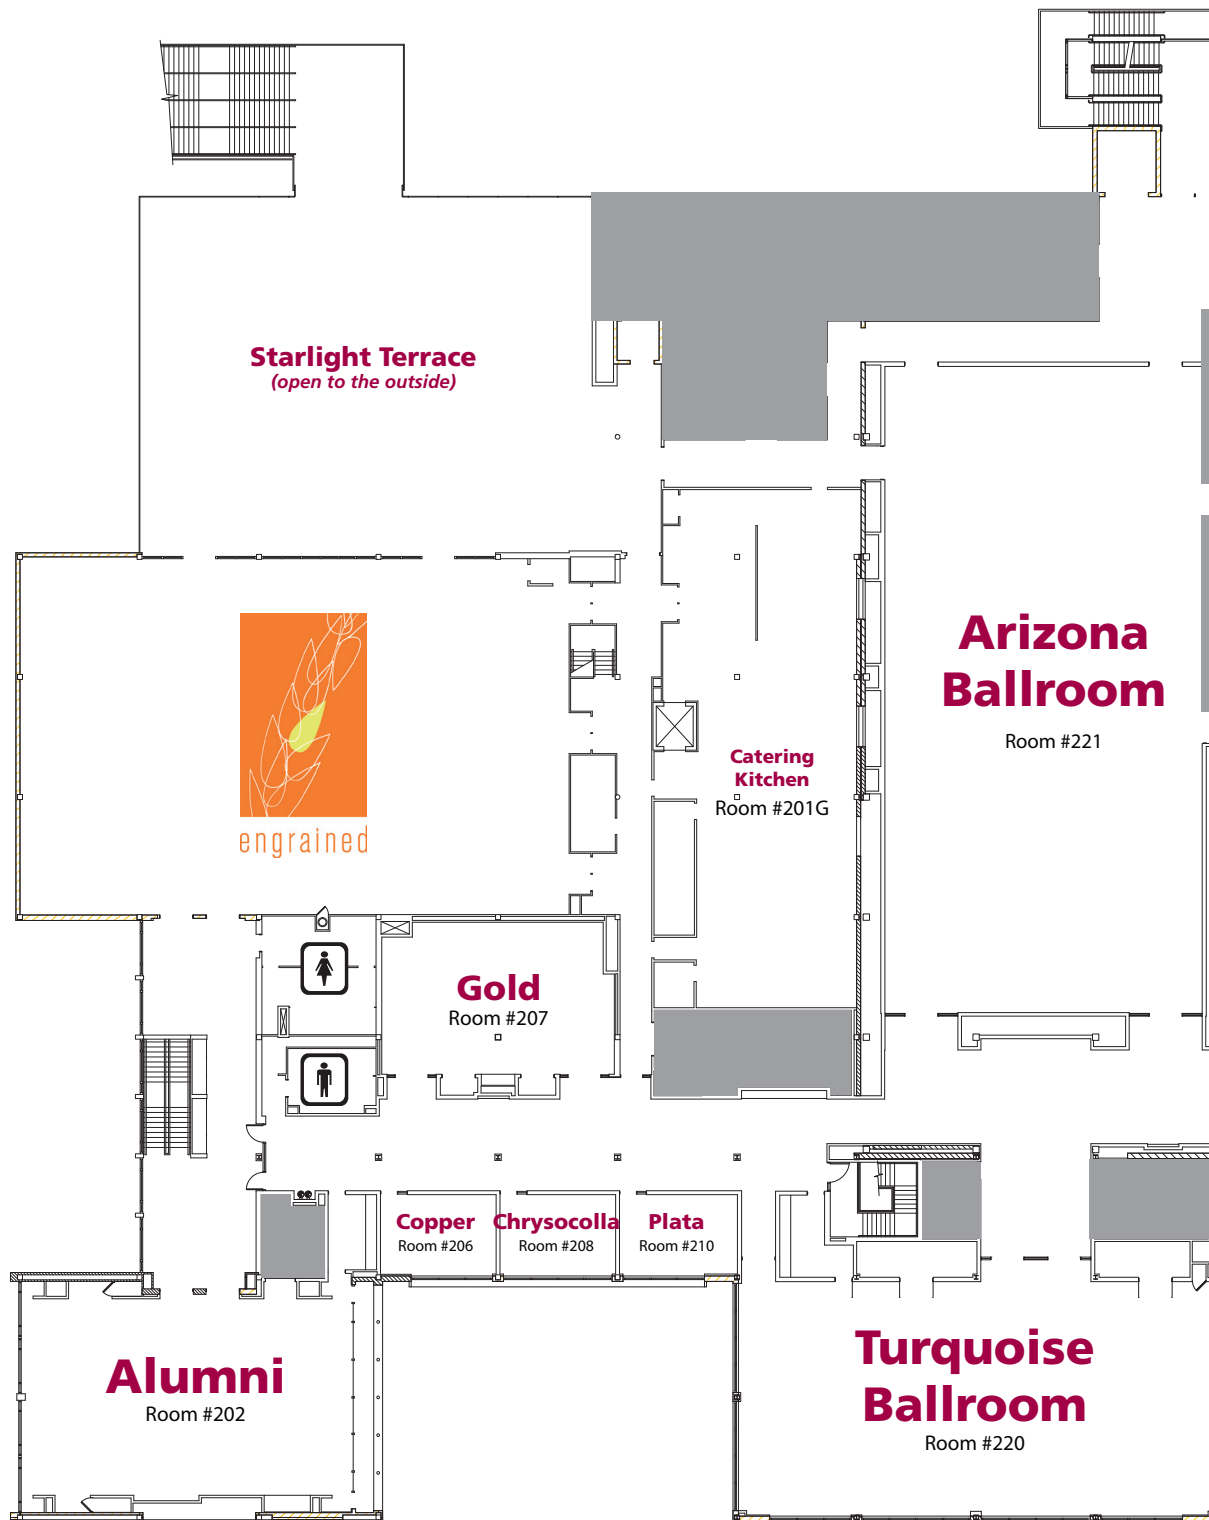 Starlight Terrace
(open to the outside)
Arizona
Ballroom
Room #221
Catering
Kitchen
Room #201G
engrained
Gold
Room #207
Copper
Room #206
Chrysocolla
Room #208
Plata
Room #210
Alumni
Room #202
Turquoise
Ballroom
Room #220